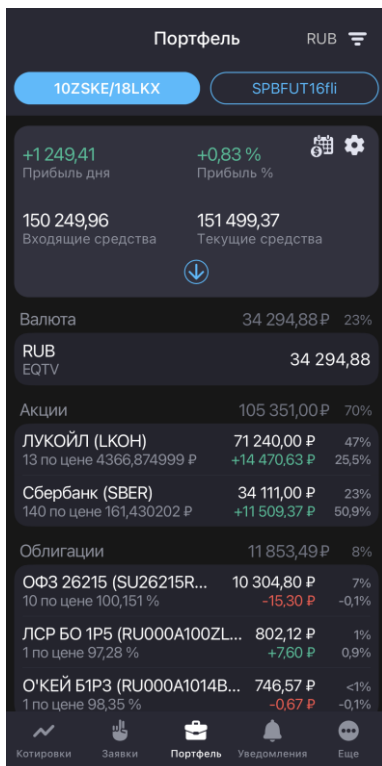 Портфель RUB
10ZSKE/18LKX SPBFUT16fli
+1 249,41 +0,83 %
Прибыль дня Прибыль %
150 249,96 151 499,37
Входящие средства Текущие средства
Валюта 34 294,88 ₽ 23%
RUB 34 294,88
EQTV
Акции 105 351,00 ₽ 70%
ЛУКОЙЛ (LKOH) 71 240,00 ₽ 47%
13 по цене 4366,874999 ₽ +14 470,63 ₽ 25,5%
Сбербанк (SBER) 34 111,00 ₽ 23%
140 по цене 161,430202 ₽ +11 509,37 ₽ 50,9%
Облигации 11 853,49 ₽ 8%
ОФЗ 26215 (SU26215R... 10 304,80 ₽ 7%
10 по цене 100,151 % -15,30 ₽ -0,1%
ЛСР БО 1Р5 (RU000A100ZL... 802,12 ₽ 1%
1 по цене 97,28 % +7,60 ₽ 0,9%
О'КЕЙ Б1Р3 (RU000A1014B... 746,57 ₽ <1%
1 по цене 98,35 % -0,67 ₽ -0,1%
Котировки Заявки Портфель Уведомления Еще